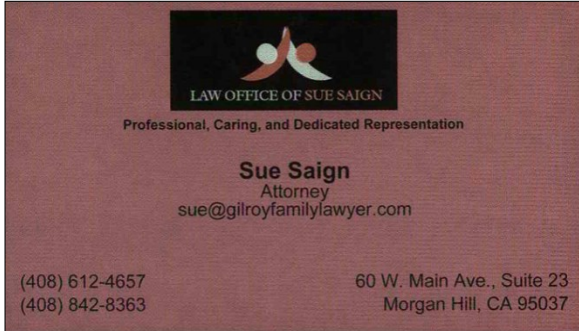 LAW OFFICE OF SUE SAIGN
Professional, Caring, and Dedicated Representation
Sue Saign
Attorney
sue@gilroyfamilylawyer.com
(408) 612-4657
(408) 842-8363
60 W. Main Ave., Suite 23
Morgan Hill, CA 95037